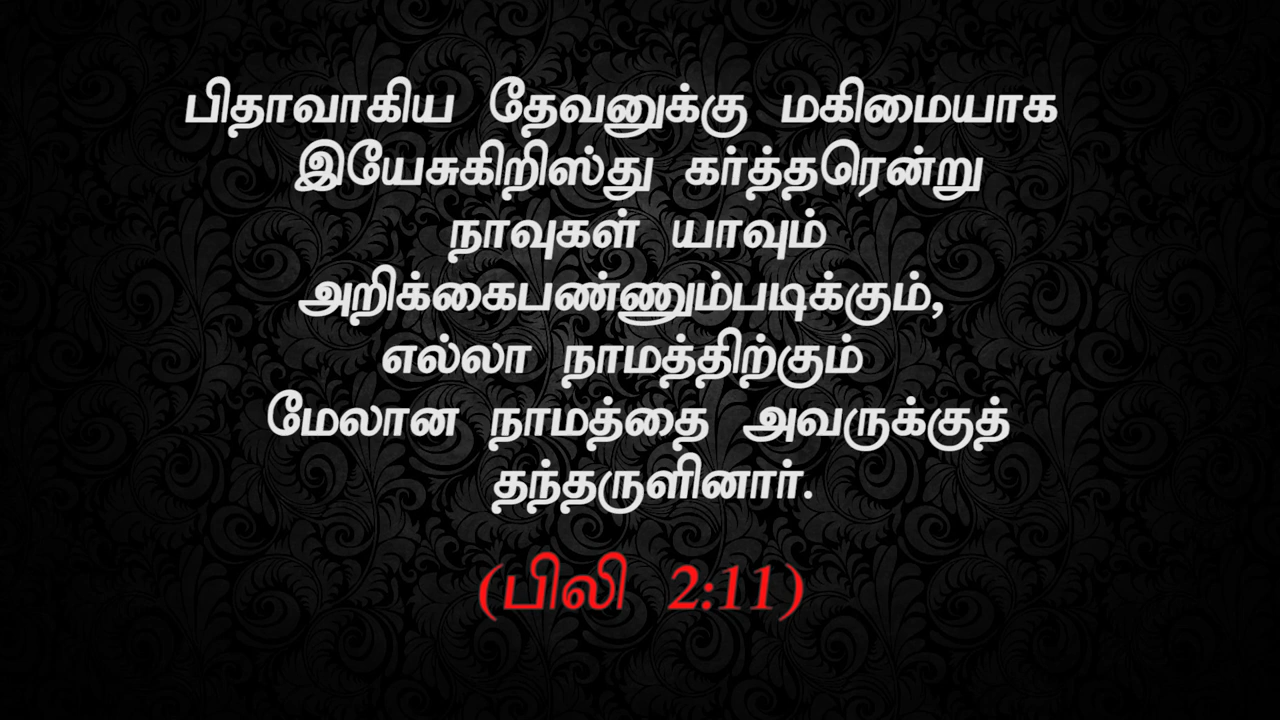 பிதாவாகிய தேவனுக்கு மகிமையாக
இயேசுகிறிஸ்து கர்த்தரென்று
நாவுகள் யாவும்
அறிக்கைபண்ணும்படிக்கும்,
எல்லா நாமத்திற்கும்
மேலான நாமத்தை அவருக்குத்
தந்தருளினார்.
(பிலி 2:11)